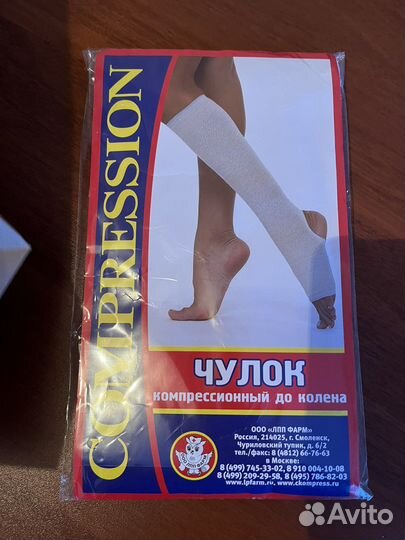 COMPRESSION
ЧУЛОК
компрессионный до колена
ООО «ЛПП ФАРМ»
Россия, 214025, г. Смоленск,
Чуриловский тупик, д. 6/2
тел./факс: 8 (4812) 66-76-63
в Москве:
8 (499) 745-33-02, 8 910 004-10-08
8 (499) 209-29-58, 8 (495) 786-82-03
www.lpfarm.ru, www.ckompress.ru
Avito